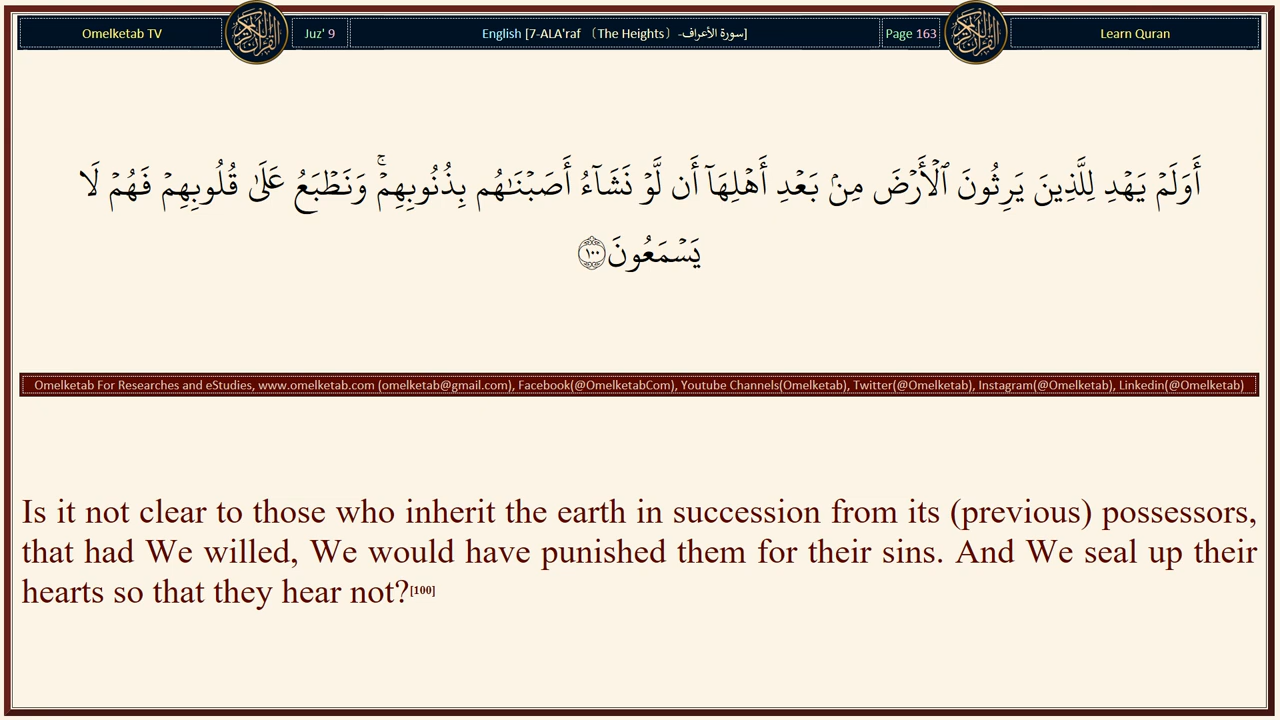 Omelketab TV
Juz' 9
English [7-ALA'raf （The Heights）-سورة الأعراف]
Page 163
Learn Quran
أَوَلَمۡ يَهۡدِ لِلَّذِينَ يَرِثُونَ ٱلۡأَرۡضَ مِنۢ بَعۡدِ أَهۡلِهَآ أَن لَّوۡ نَشَآءُ أَصَبۡنَٰهُم بِذُنُوبِهِمۡۚ وَنَطۡبَعُ عَلَىٰ قُلُوبِهِمۡ فَهُمۡ لَا
يَسۡمَعُونَ ١٠٠
Omelketab For Researches and eStudies, www.omelketab.com (omelketab@gmail.com), Facebook(@OmelketabCom), Youtube Channels(Omelketab), Twitter(@Omelketab), Instagram(@Omelketab), Linkedin(@Omelketab)
Is it not clear to those who inherit the earth in succession from its (previous) possessors,
that had We willed, We would have punished them for their sins. And We seal up their
hearts so that they hear not?[100]